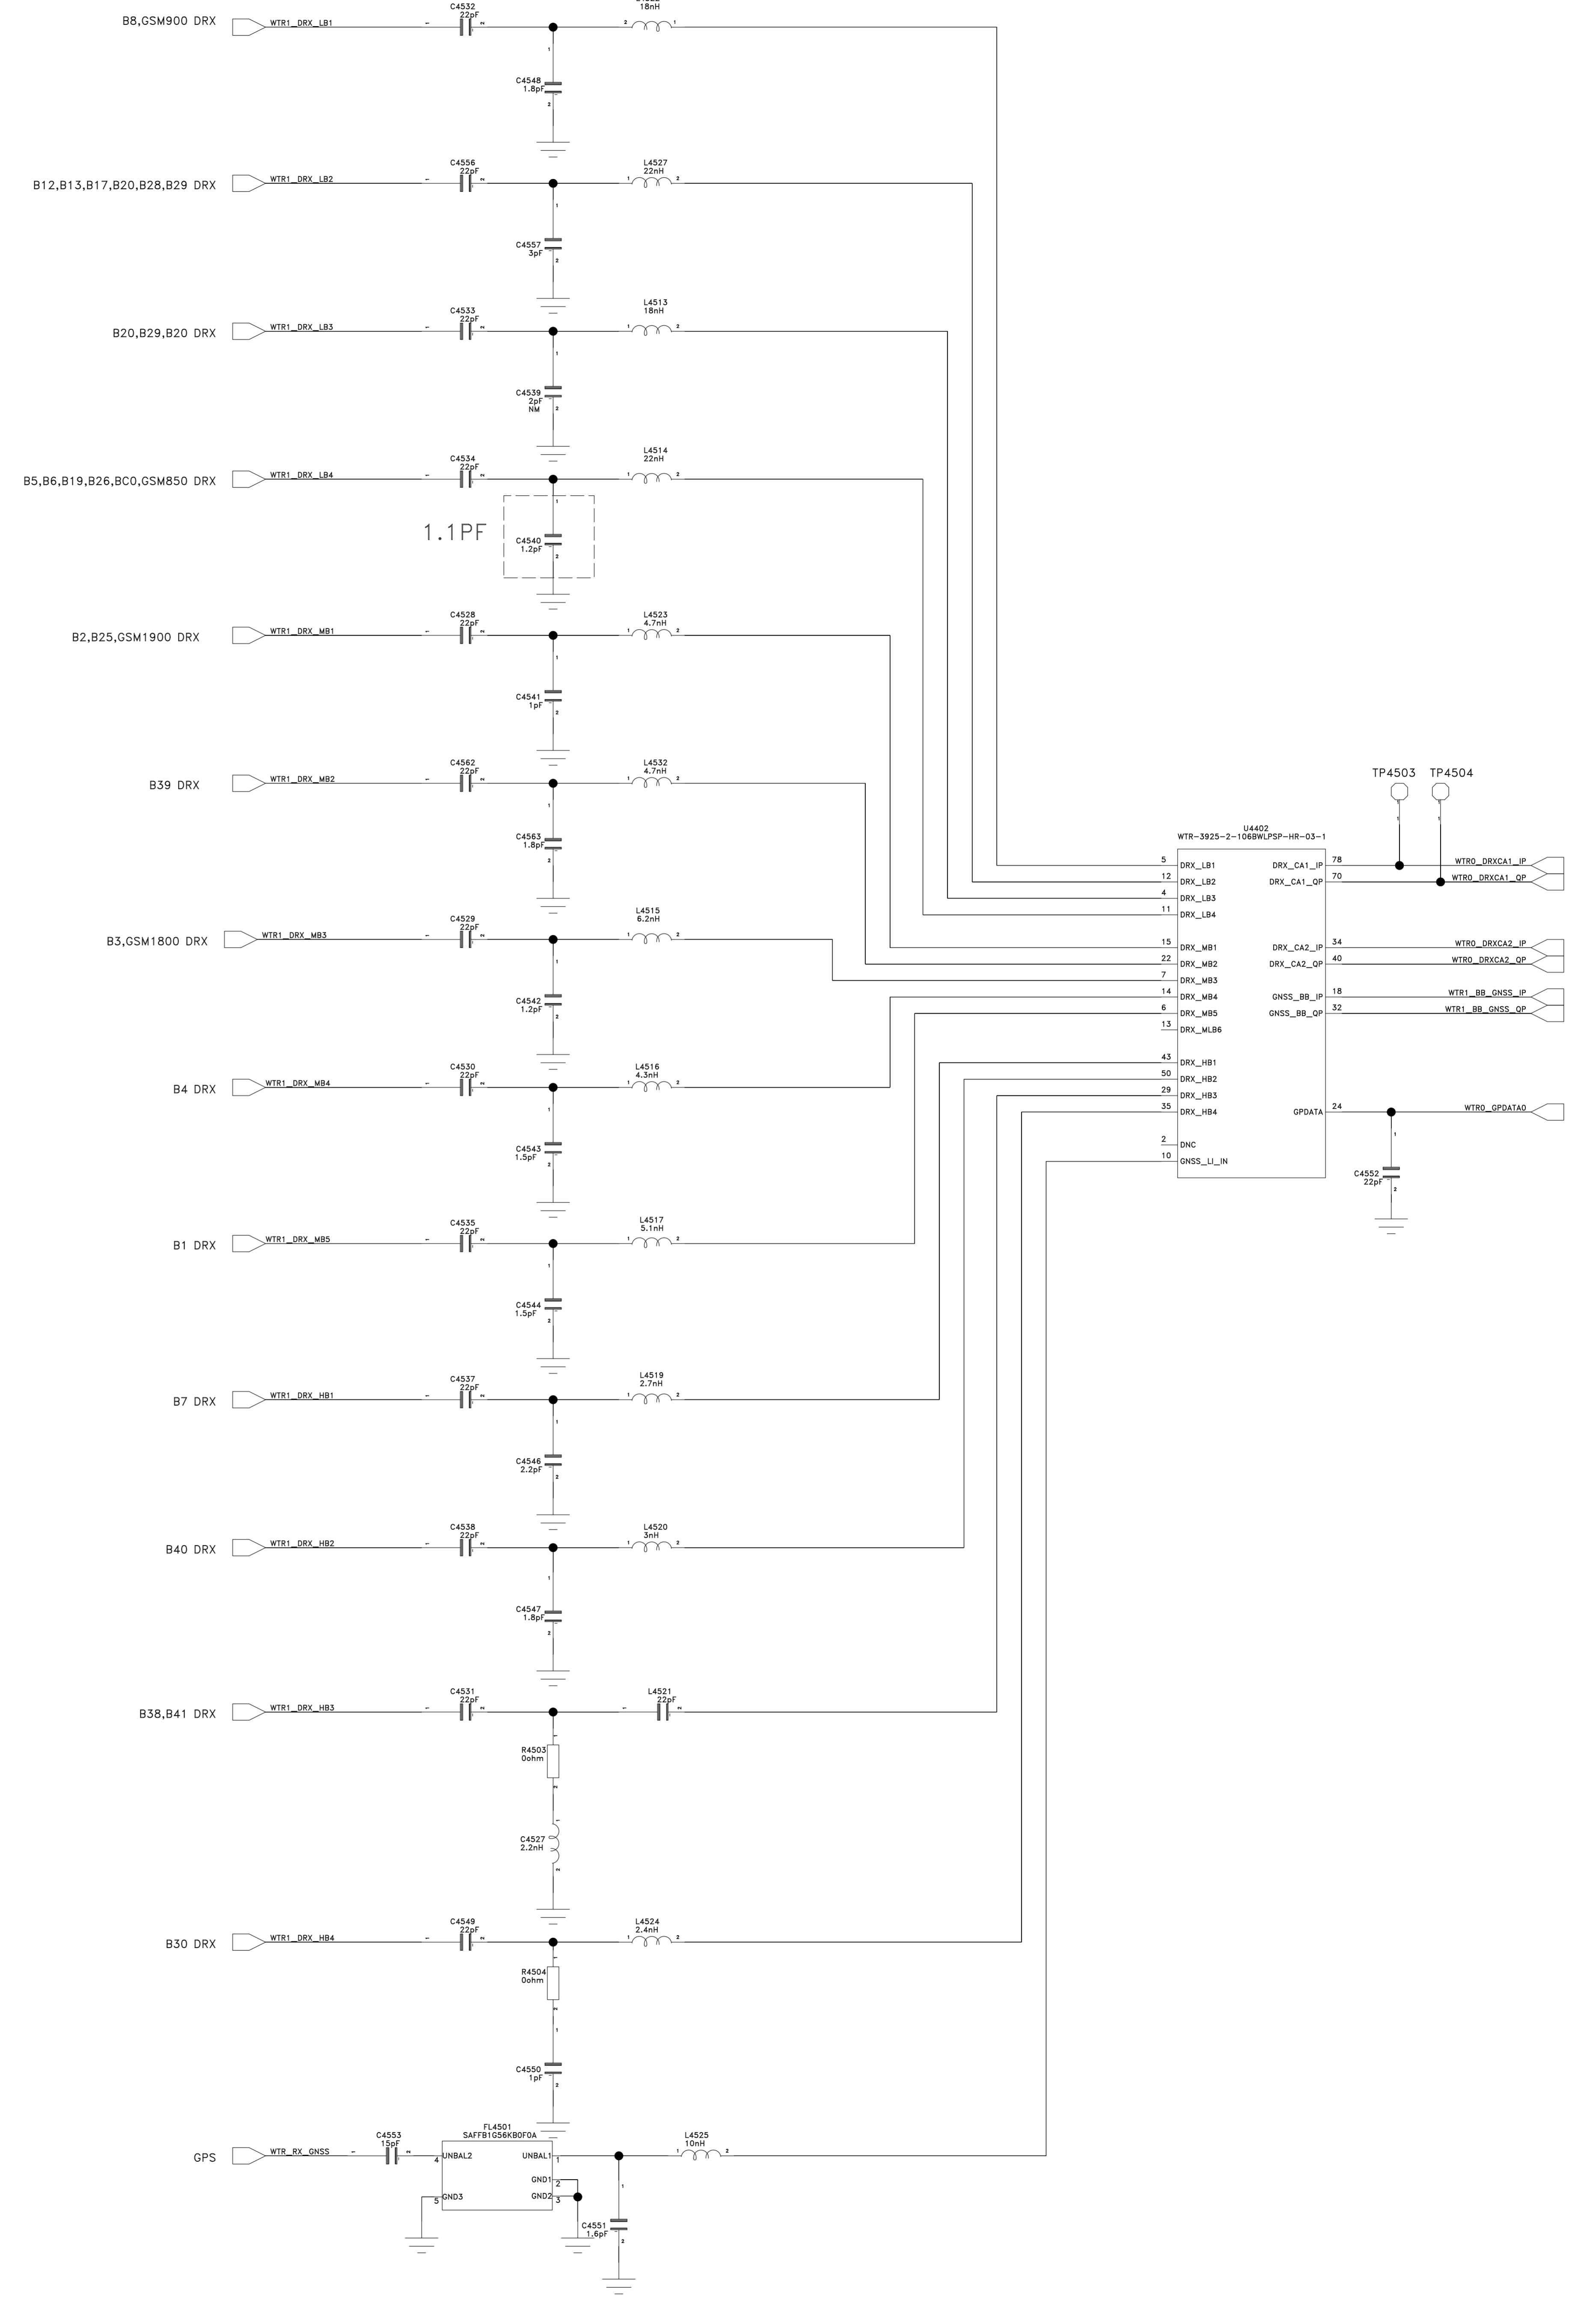 C4532
22pF
18nH
B8,GSM900 DRX
WTR1_DRX_LB1
C4548
1.8pF
C4556
22pF
L4527
22nH
B12,B13,B17,B20,B28,B29 DRX
WTR1_DRX_LB2
C4557
3pF
C4533
22pF
L4513
18nH
B20,B29,B20 DRX
WTR1_DRX_LB3
C4539
2pF
NM
C4534
22pF
L4514
22nH
B5,B6,B19,B26,BC0,GSM850 DRX
WTR1_DRX_LB4
1.1PF
C4540
1.2pF
C4528
22pF
L4523
4.7nH
B2,B25,GSM1900 DRX
WTR1_DRX_MB1
C4541
1pF
C4562
22pF
L4532
4.7nH
B39 DRX
WTR1_DRX_MB2
C4563
1.8pF
C4529
22pF
L4515
6.2nH
B3,GSM1800 DRX
WTR1_DRX_MB3
C4542
1.2pF
C4530
22pF
L4516
4.3nH
B4 DRX
WTR1_DRX_MB4
C4543
1.5pF
C4535
22pF
L4517
5.1nH
B1 DRX
WTR1_DRX_MB5
C4544
1.5pF
C4537
22pF
L4519
2.7nH
B7 DRX
WTR1_DRX_HB1
C4546
2.2pF
C4538
22pF
L4520
3nH
B40 DRX
WTR1_DRX_HB2
C4547
1.8pF
C4531
22pF
L4521
22pF
B38,B41 DRX
WTR1_DRX_HB3
R4503
0ohm
C4527
2.2nH
C4549
22pF
L4524
2.4nH
B30 DRX
WTR1_DRX_HB4
R4504
0ohm
C4550
1pF
GPS
WTR_RX_GNSS
C4553
15pF
FL4501
SAFFB1G56KB0F0A
4 UNBAL2
UNBAL1 1
GND1 2
5 GND3
GND2 3
L4525
10nH
C4551
1.6pF
TP4503
TP4504
U4402
WTR-3925-2-106BWLPSP-HR-03-1
5 DRX_LB1
DRX_CA1_IP 78
WTR0_DRXCA1_IP
12 DRX_LB2
DRX_CA1_QP 70
WTR0_DRXCA1_QP
4 DRX_LB3
11 DRX_LB4
15 DRX_MB1
DRX_CA2_IP 34
WTR0_DRXCA2_IP
22 DRX_MB2
DRX_CA2_QP 40
WTR0_DRXCA2_QP
7 DRX_MB3
14 DRX_MB4
GNSS_BB_IP 18
WTR1_BB_GNSS_IP
6 DRX_MB5
GNSS_BB_QP 32
WTR1_BB_GNSS_QP
13 DRX_MLB6
43 DRX_HB1
50 DRX_HB2
29 DRX_HB3
35 DRX_HB4
GPDATA 24
WTR0_GPDATA0
2 DNC
10 GNSS_LI_IN
C4552
22pF